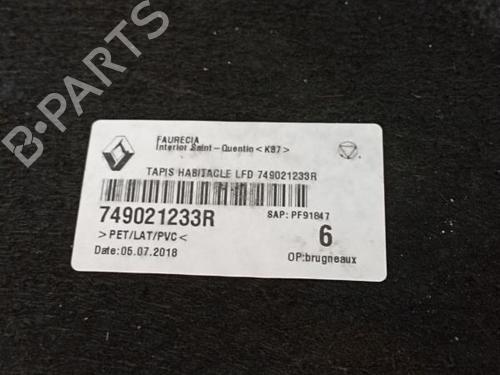 FAURECIA
Interior Saint-Quentin <K87>
TAPIS HABITACLE LFD 749021233R
749021233R
SAP: PF91847
>PET/LAT/PVC<
6
Date:05.07.2018
OP:brugneaux
B-PARTS